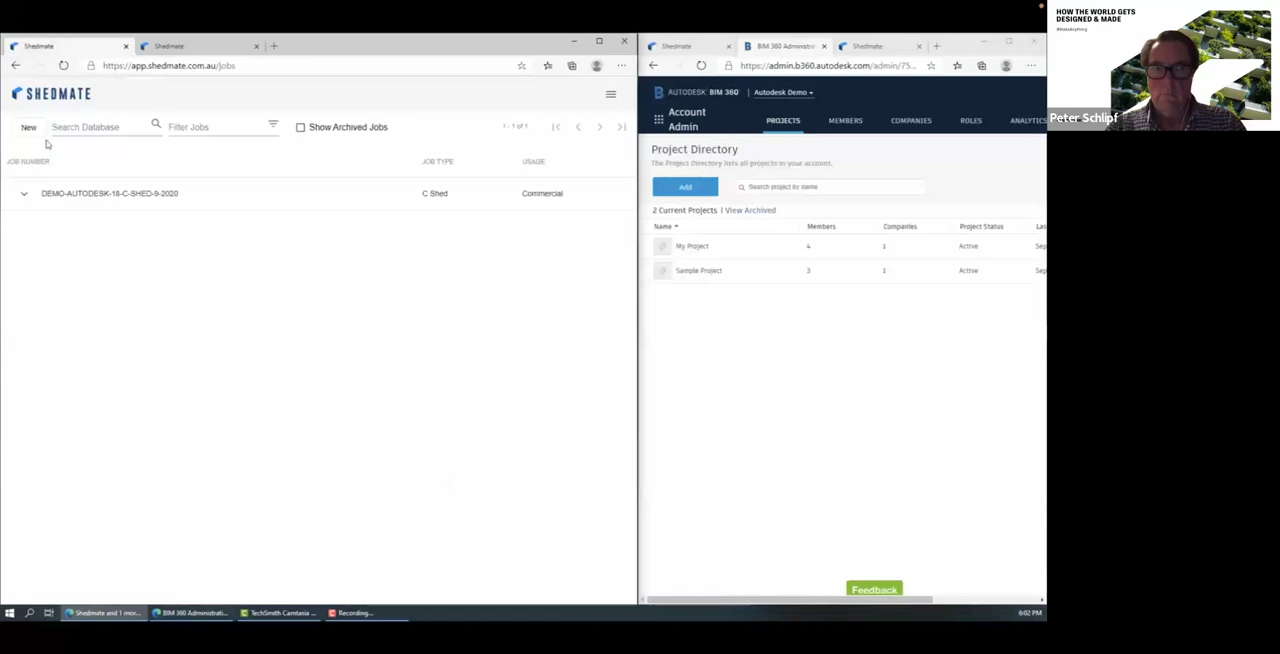 Shedmate
Shedmate
https://app.shedmate.com.au/jobs
SHEDMATE
New
Search Database
Filter Jobs
Show Archived Jobs
1 - 1 of 1
JOB NUMBER
JOB TYPE
USAGE
DEMO-AUTODESK-18-C-SHED-9-2020
C Shed
Commercial
Shedmate
BIM 360 Administra
Shedmate
https://admin.b360.autodesk.com/admin/75...
AUTODESK BIM 360
Autodesk Demo
Account
Admin
PROJECTS
MEMBERS
COMPANIES
ROLES
ANALYTICS
Project Directory
The Project Directory lists all projects in your account.
Add
Search project by name
2 Current Projects | View Archived
Name
Members
Companies
Project Status
Las
My Project
4
1
Active
Sep
Sample Project
3
1
Active
Sep
Feedback
Shedmate and 1 mor...
BIM 360 Administrati...
TechSmith Camtasia ...
Recording...
6:02 PM
HOW THE WORLD GETS
DESIGNED & MADE
#MakeAnything
Peter Schlipf